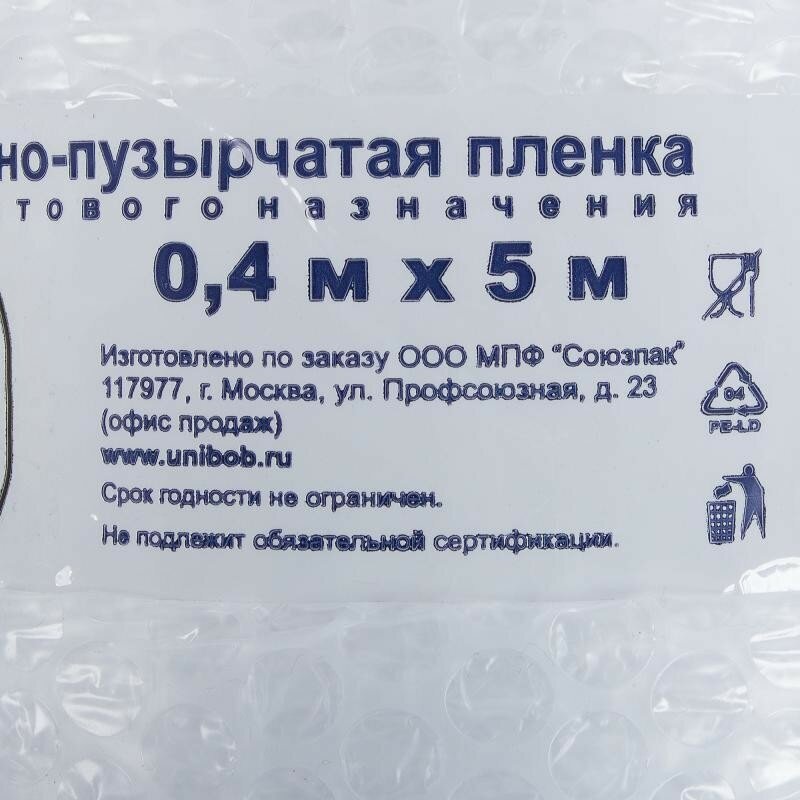 но-пузырчатая пленка
тового назначения
0,4 м х 5 м
Изготовлено по заказу ООО МПФ “Союзпак”
117977, г. Москва, ул. Профсоюзная, д. 23
(офис продаж)
www.unibob.ru
Срок годности не ограничен.
Не подлежит обязательной сертификации.
04
PE-LD